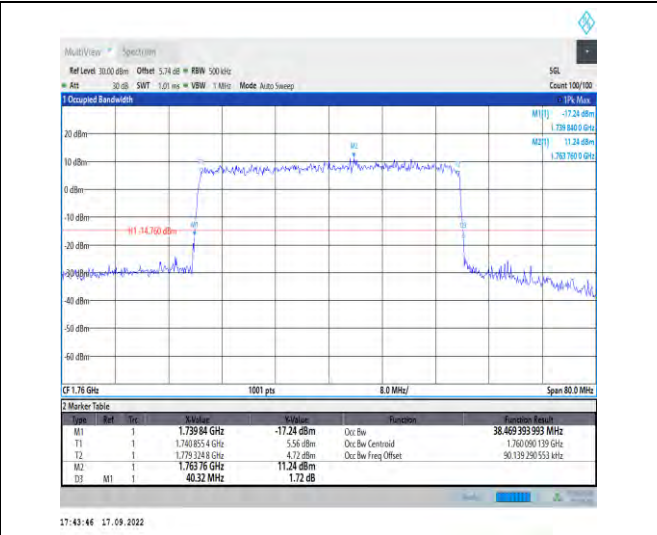 MultiView Spectrum
Ref Level 30.00 dBm Offset 5.74 dB RBW 500 kHz SGL
Att 30 dB SWT 1.01 ms VBW 1 MHz Mode Auto Sweep Count 100/100
1 Occupied Bandwidth 1Pk Max
M1[1] -17.24 dBm
1.739 840 0 GHz
20 dBm
M2[1] 11.24 dBm
1.763 760 0 GHz
M2
10 dBm
0 dBm
-10 dBm
H1 -14.760 dBm
M1
D3
-20 dBm
-30 dBm
-40 dBm
-50 dBm
-60 dBm
CF 1.76 GHz 1001 pts 8.0 MHz/ Span 80.0 MHz
2 Marker Table
Type Ref Trc X-Value Y-Value Function Function Result
M1 1 1.739 84 GHz -17.24 dBm Occ Bw 38.469 393 993 MHz
T1 1 1.740 855 4 GHz 5.56 dBm Occ Bw Centroid 1.760 090 139 GHz
T2 1 1.779 324 8 GHz 4.72 dBm Occ Bw Freq Offset 90.139 290 553 kHz
M2 1 1.763 76 GHz 11.24 dBm
D3 M1 1 40.32 MHz 1.72 dB
17:43:46 17.09.2022